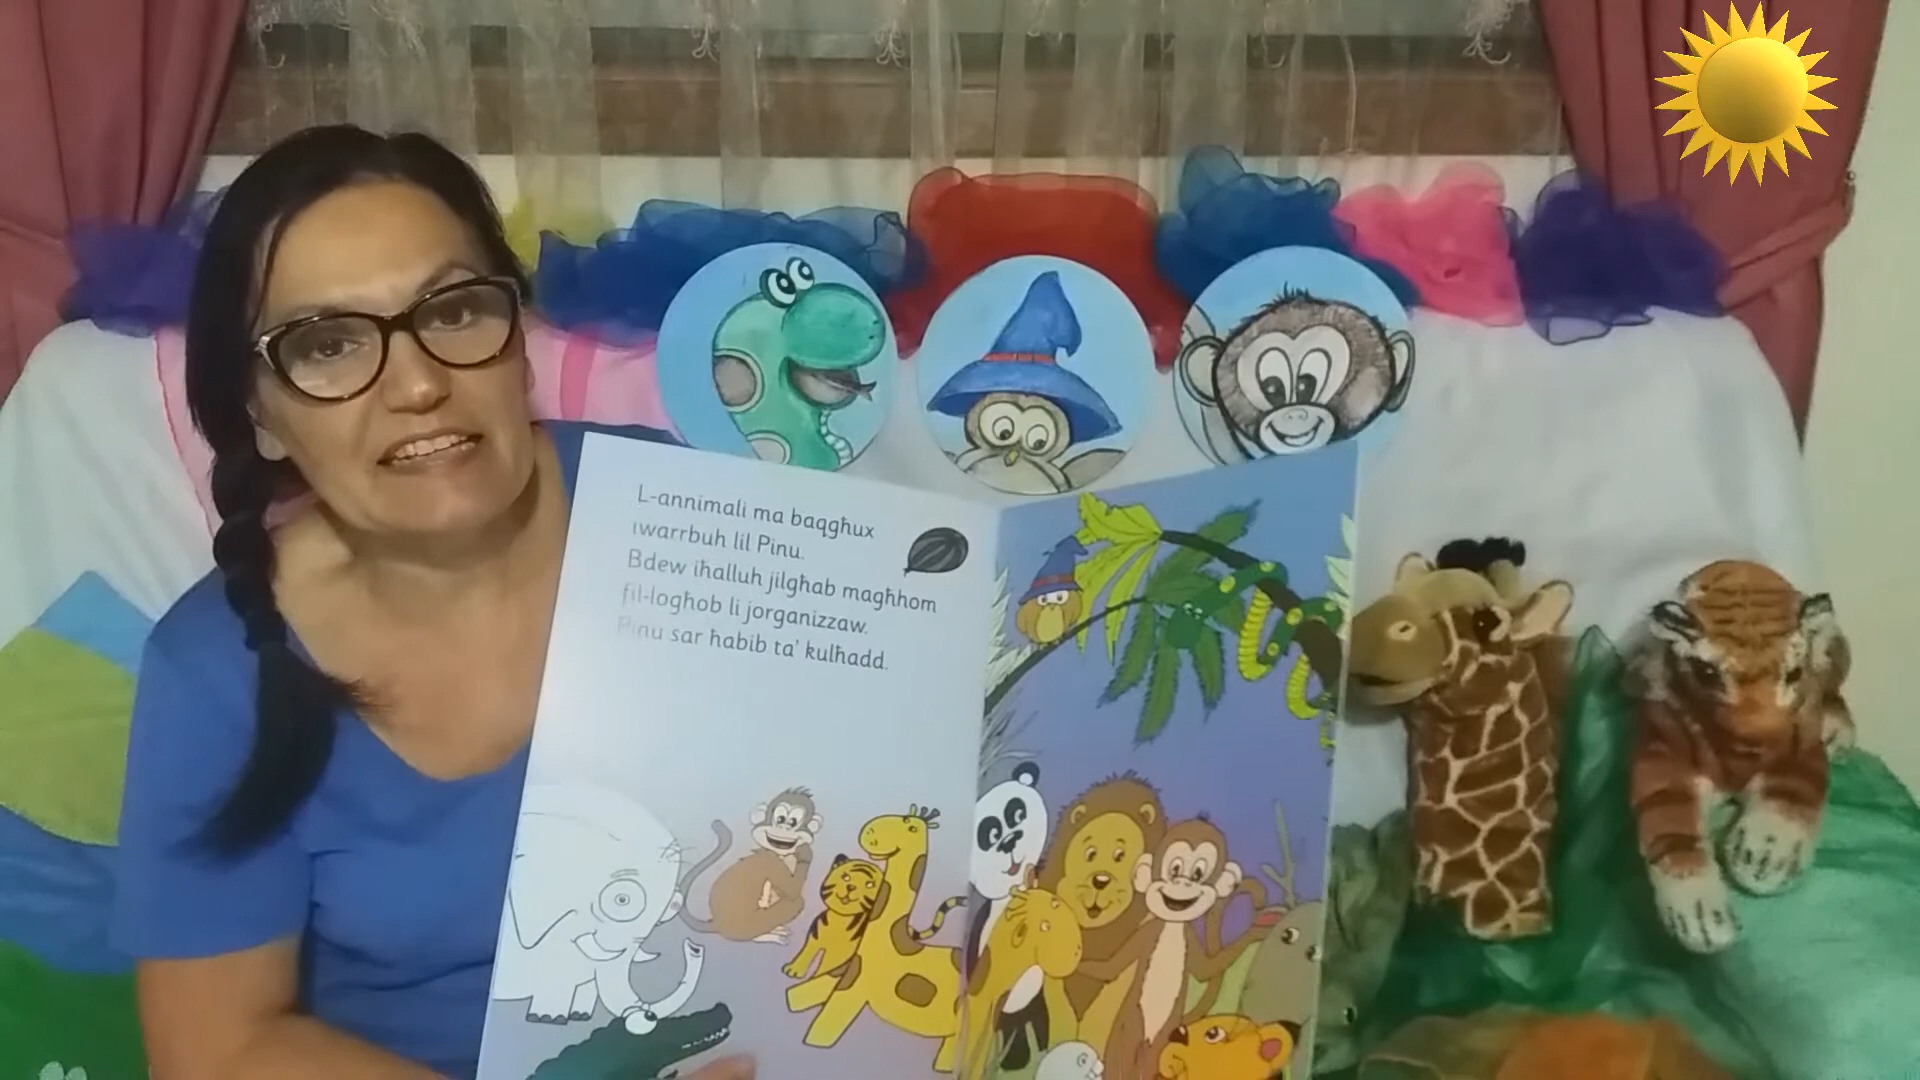 L-annimali ma baqgħux
iwarrbuh lil Pinu.
Bdew iħalluh jilgħab magħhom
fil-logħob li jorganizzaw.
Pinu sar ħabib ta' kulħadd.